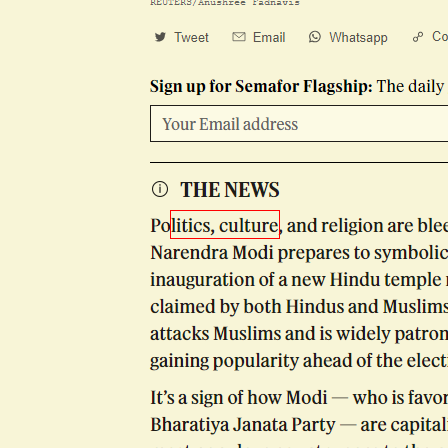 REUTERS/Anushree Fadnavis
Tweet Email Whatsapp Co
Sign up for Semafor Flagship: The daily
Your Email address
THE NEWS
Politics, culture, and religion are blee
Narendra Modi prepares to symbolic
inauguration of a new Hindu temple
claimed by both Hindus and Muslims
attacks Muslims and is widely patron
gaining popularity ahead of the elect
It’s a sign of how Modi — who is favor
Bharatiya Janata Party — are capital